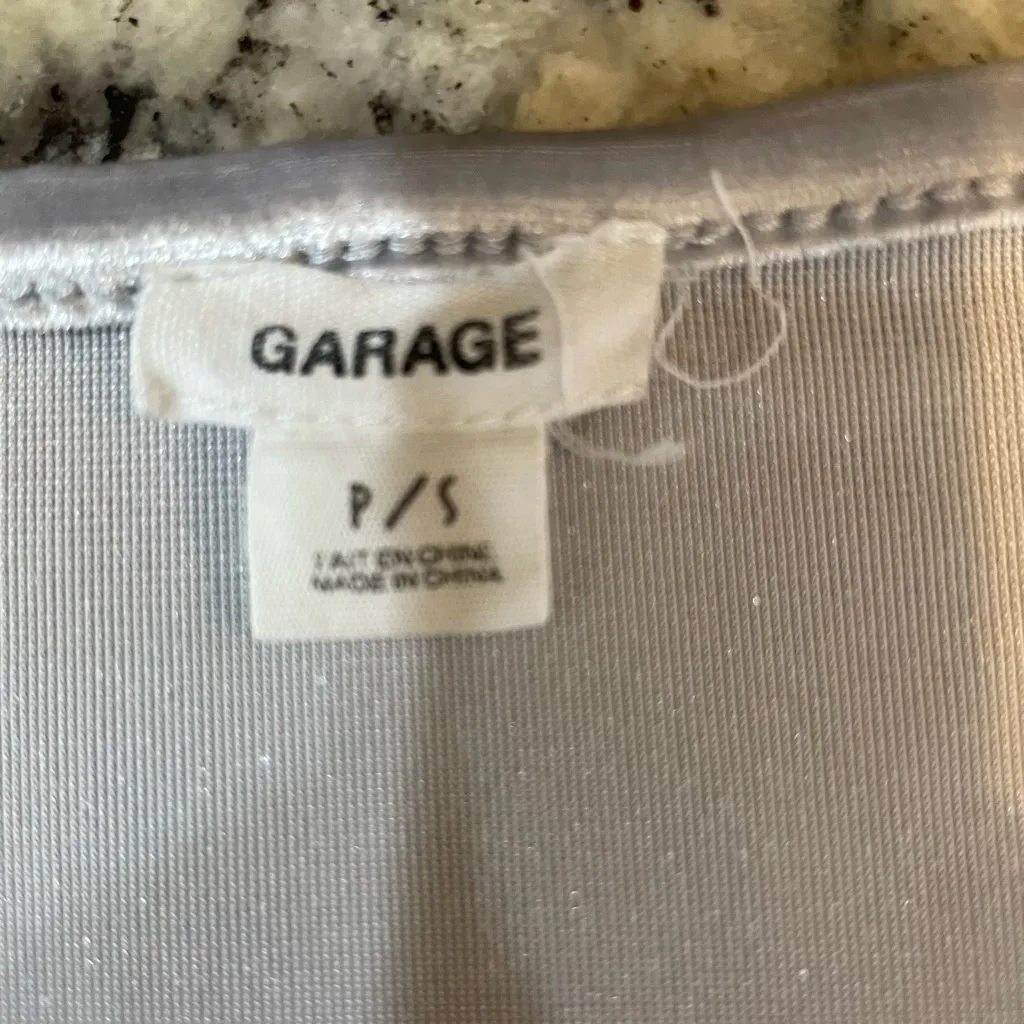 GARAGE
P/S
FAIT EN CHINE
MADE IN CHINA